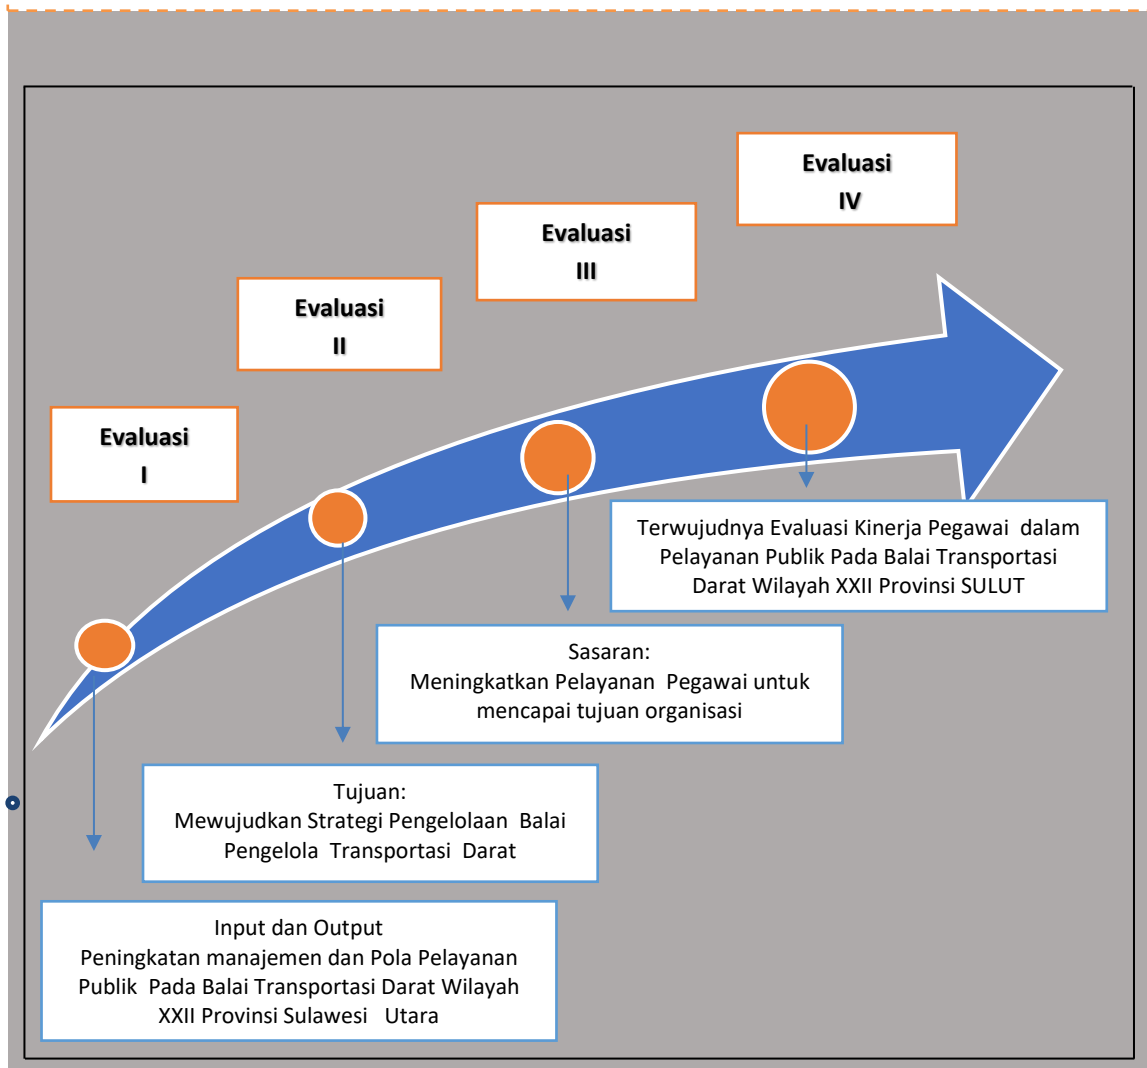 Evaluasi
I
Evaluasi
II
Evaluasi
III
Evaluasi
IV
Terwujudnya Evaluasi Kinerja Pegawai dalam
Pelayanan Publik Pada Balai Transportasi
Darat Wilayah XXII Provinsi SULUT
Sasaran:
Meningkatkan Pelayanan Pegawai untuk
mencapai tujuan organisasi
Tujuan:
Mewujudkan Strategi Pengelolaan Balai
Pengelola Transportasi Darat
Input dan Output
Peningkatan manajemen dan Pola Pelayanan
Publik Pada Balai Transportasi Darat Wilayah
XXII Provinsi Sulawesi Utara